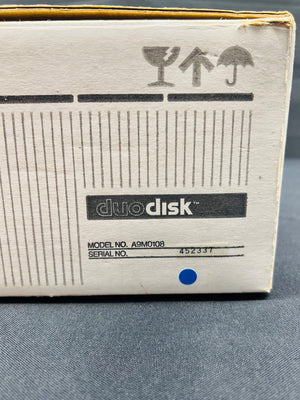 duodisk™
MODEL NO. A9M0108
SERIAL NO. 452337